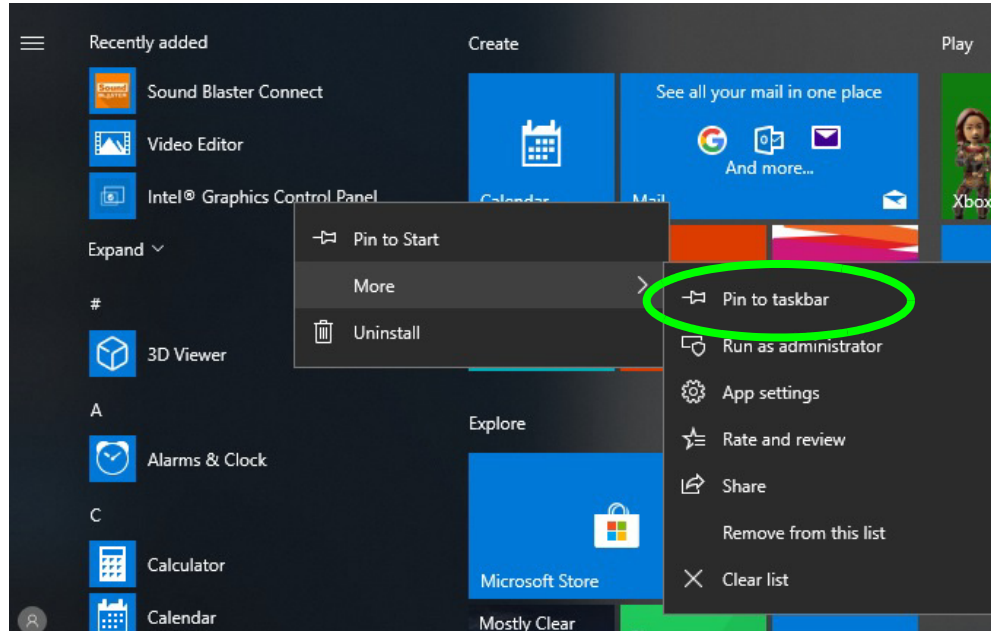 Recently added
Sound Blaster Connect
Video Editor
Intel® Graphics Control Panel
Expand
#
3D Viewer
A
Alarms & Clock
C
Calculator
Calendar
Create
Calendar
See all your mail in one place
And more...
Mail
Play
Xbox
Pin to Start
More
Uninstall
Pin to taskbar
Run as administrator
App settings
Rate and review
Share
Remove from this list
Clear list
Explore
Microsoft Store
Mostly Clear